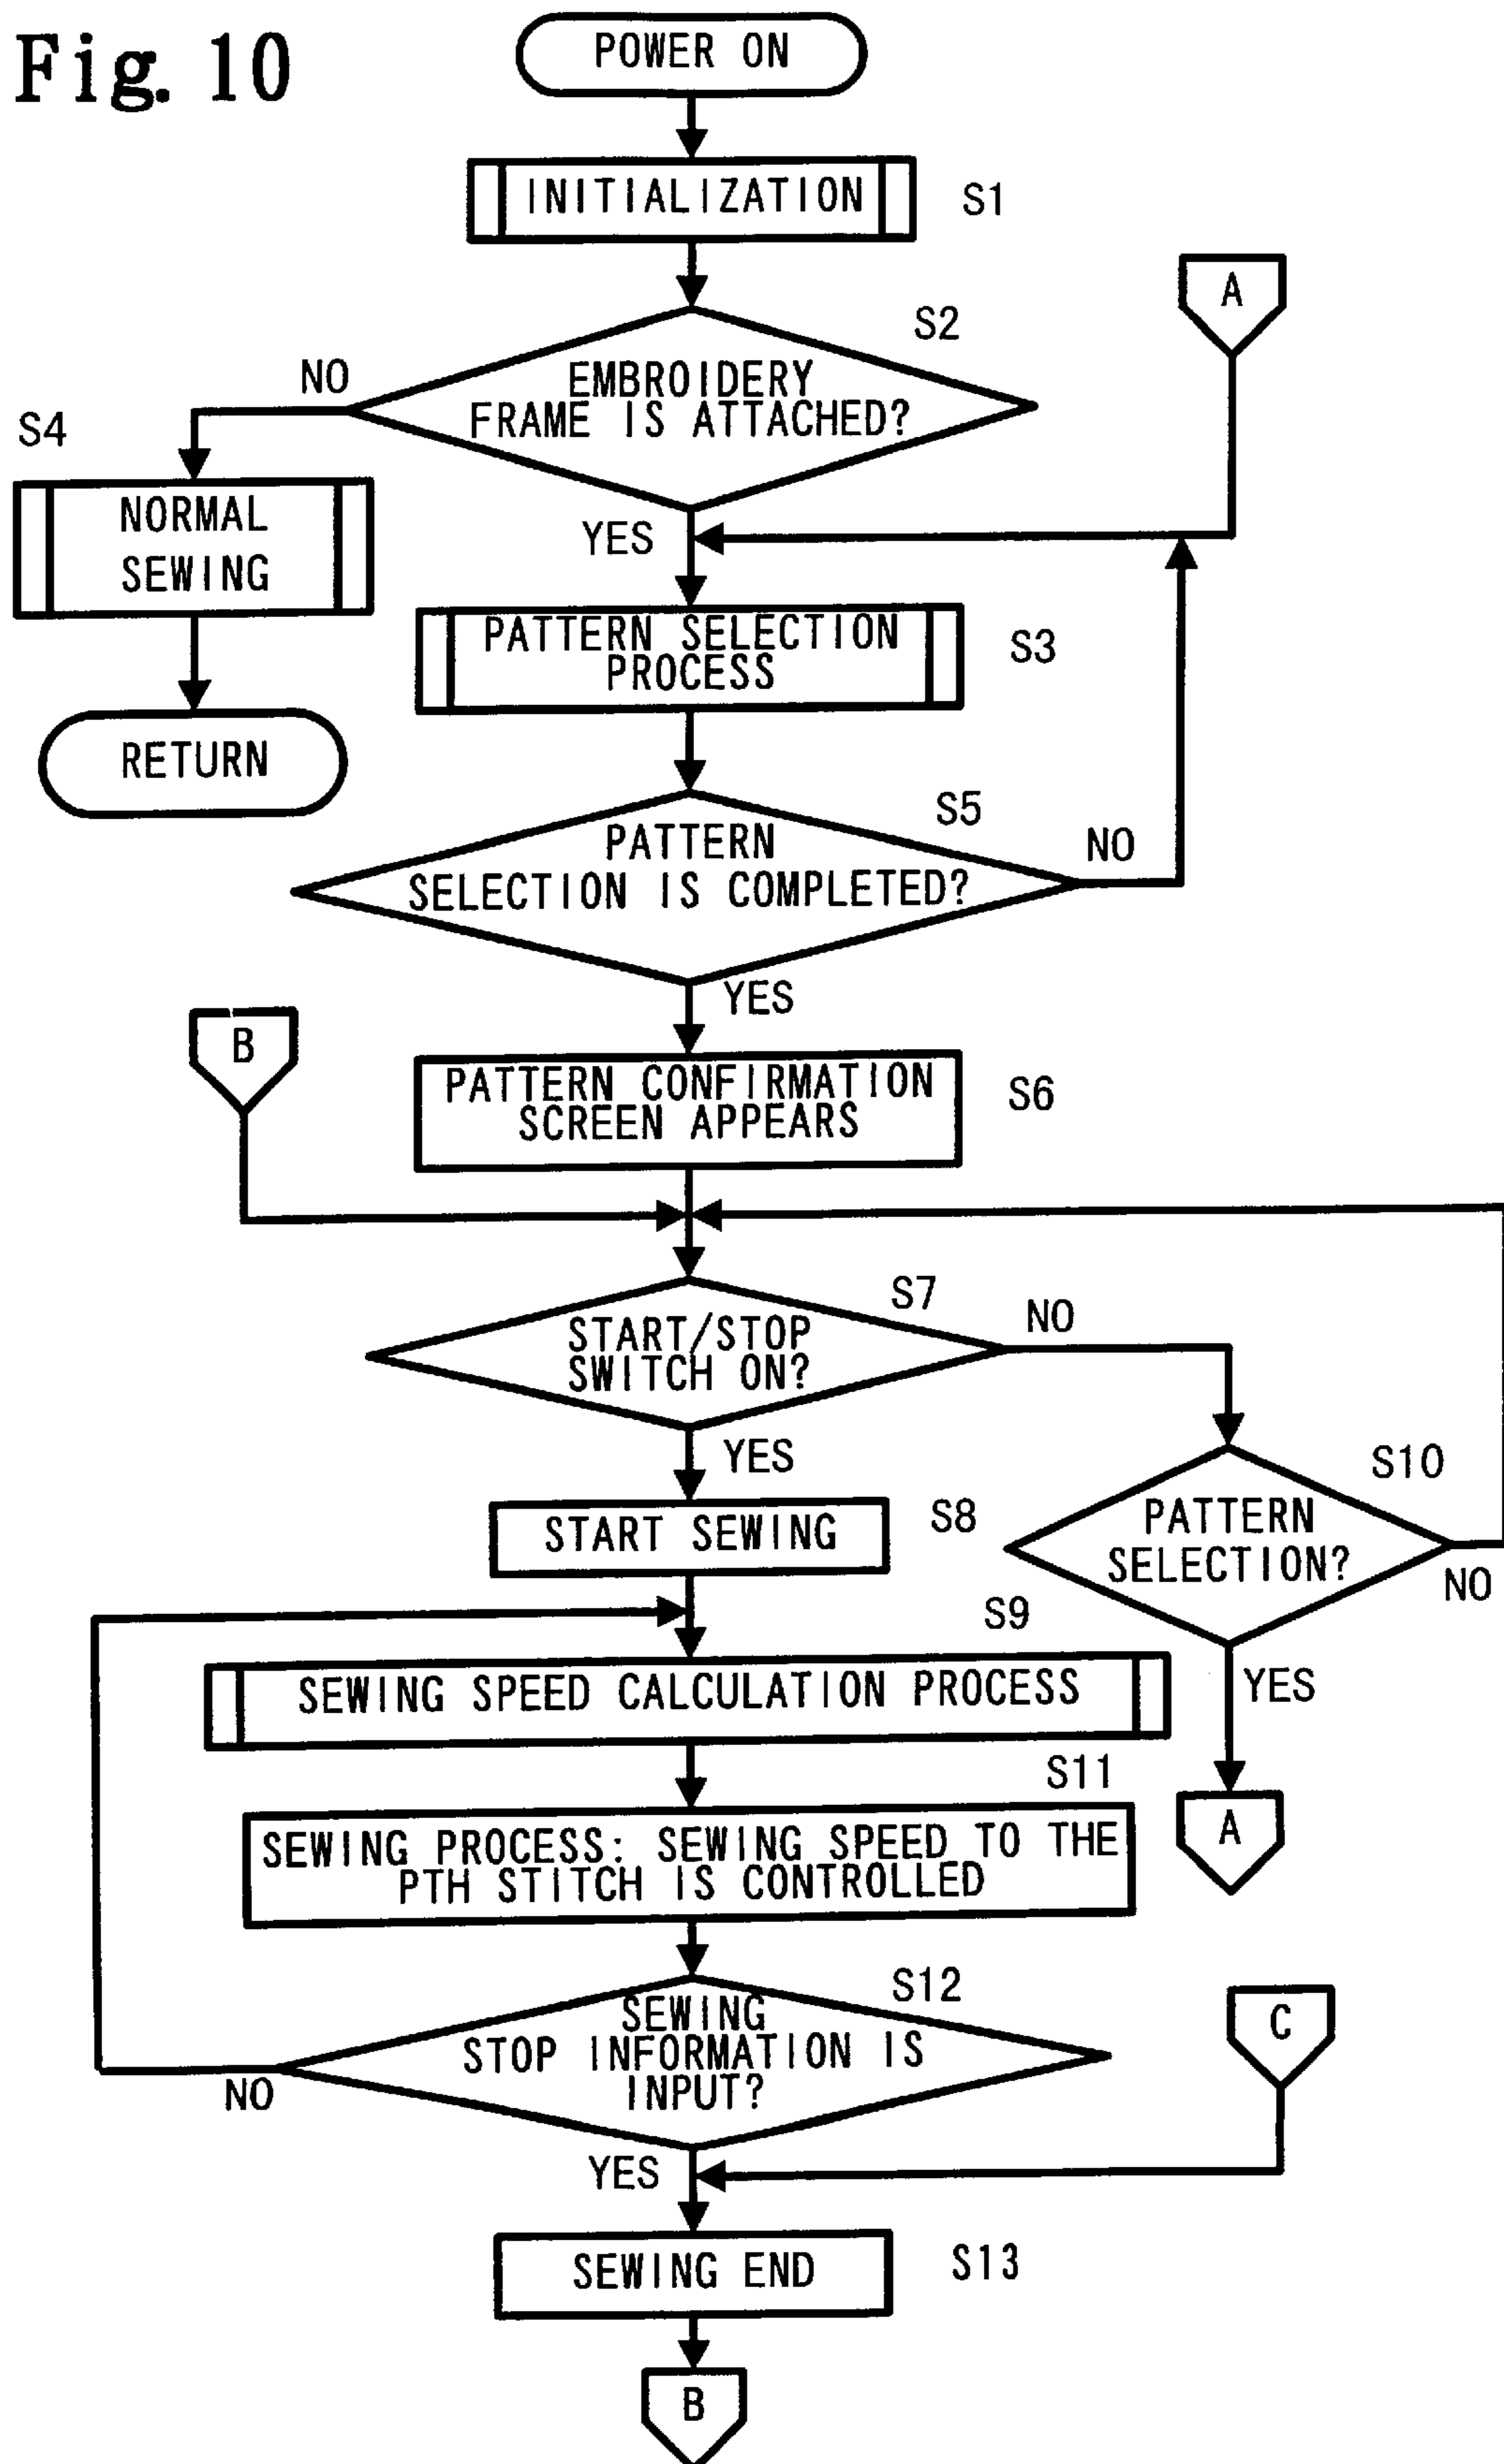 Fig. 10
POWER ON
INITIALIZATION
S1
A
S2
EMBROIDERY
FRAME IS ATTACHED?
NO
S4
NORMAL
SEWING
RETURN
YES
PATTERN SELECTION
PROCESS
S3
S5
PATTERN
SELECTION IS COMPLETED?
NO
YES
B
PATTERN CONFIRMATION
SCREEN APPEARS
S6
S7
START/STOP
SWITCH ON?
NO
YES
S10
PATTERN
SELECTION?
NO
YES
A
START SEWING
S8
S9
SEWING SPEED CALCULATION PROCESS
S11
SEWING PROCESS: SEWING SPEED TO THE
PTH STITCH IS CONTROLLED
S12
SEWING
STOP INFORMATION IS
INPUT?
NO
C
YES
SEWING END
S13
B